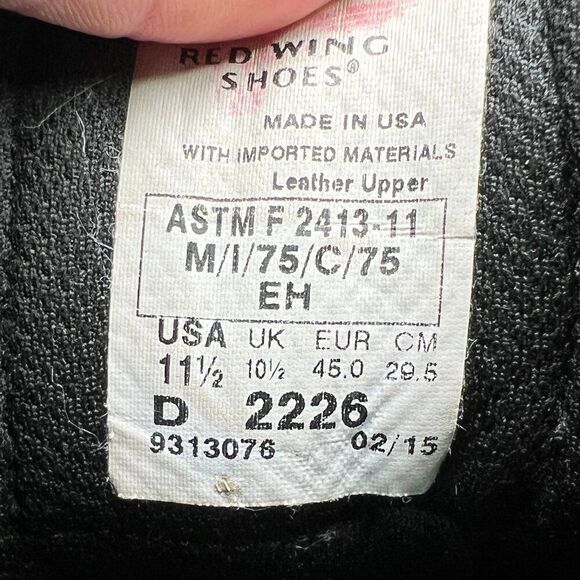 RED WING
SHOES®
MADE IN USA
WITH IMPORTED MATERIALS
Leather Upper
ASTM F 2413-11
M/I/75/C/75
EH
USA UK EUR CM
11½ 10½ 45.0 29.5
D 2226
9313076 02/15